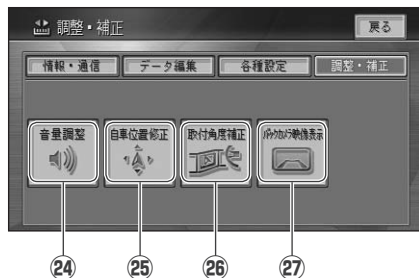 調整・補正
戻る
情報・通信
データ編集
各種設定
調整・補正
音量調整
自車位置修正
取付角度補正
バックカメラ映像表示
㉔
㉕
㉖
㉗